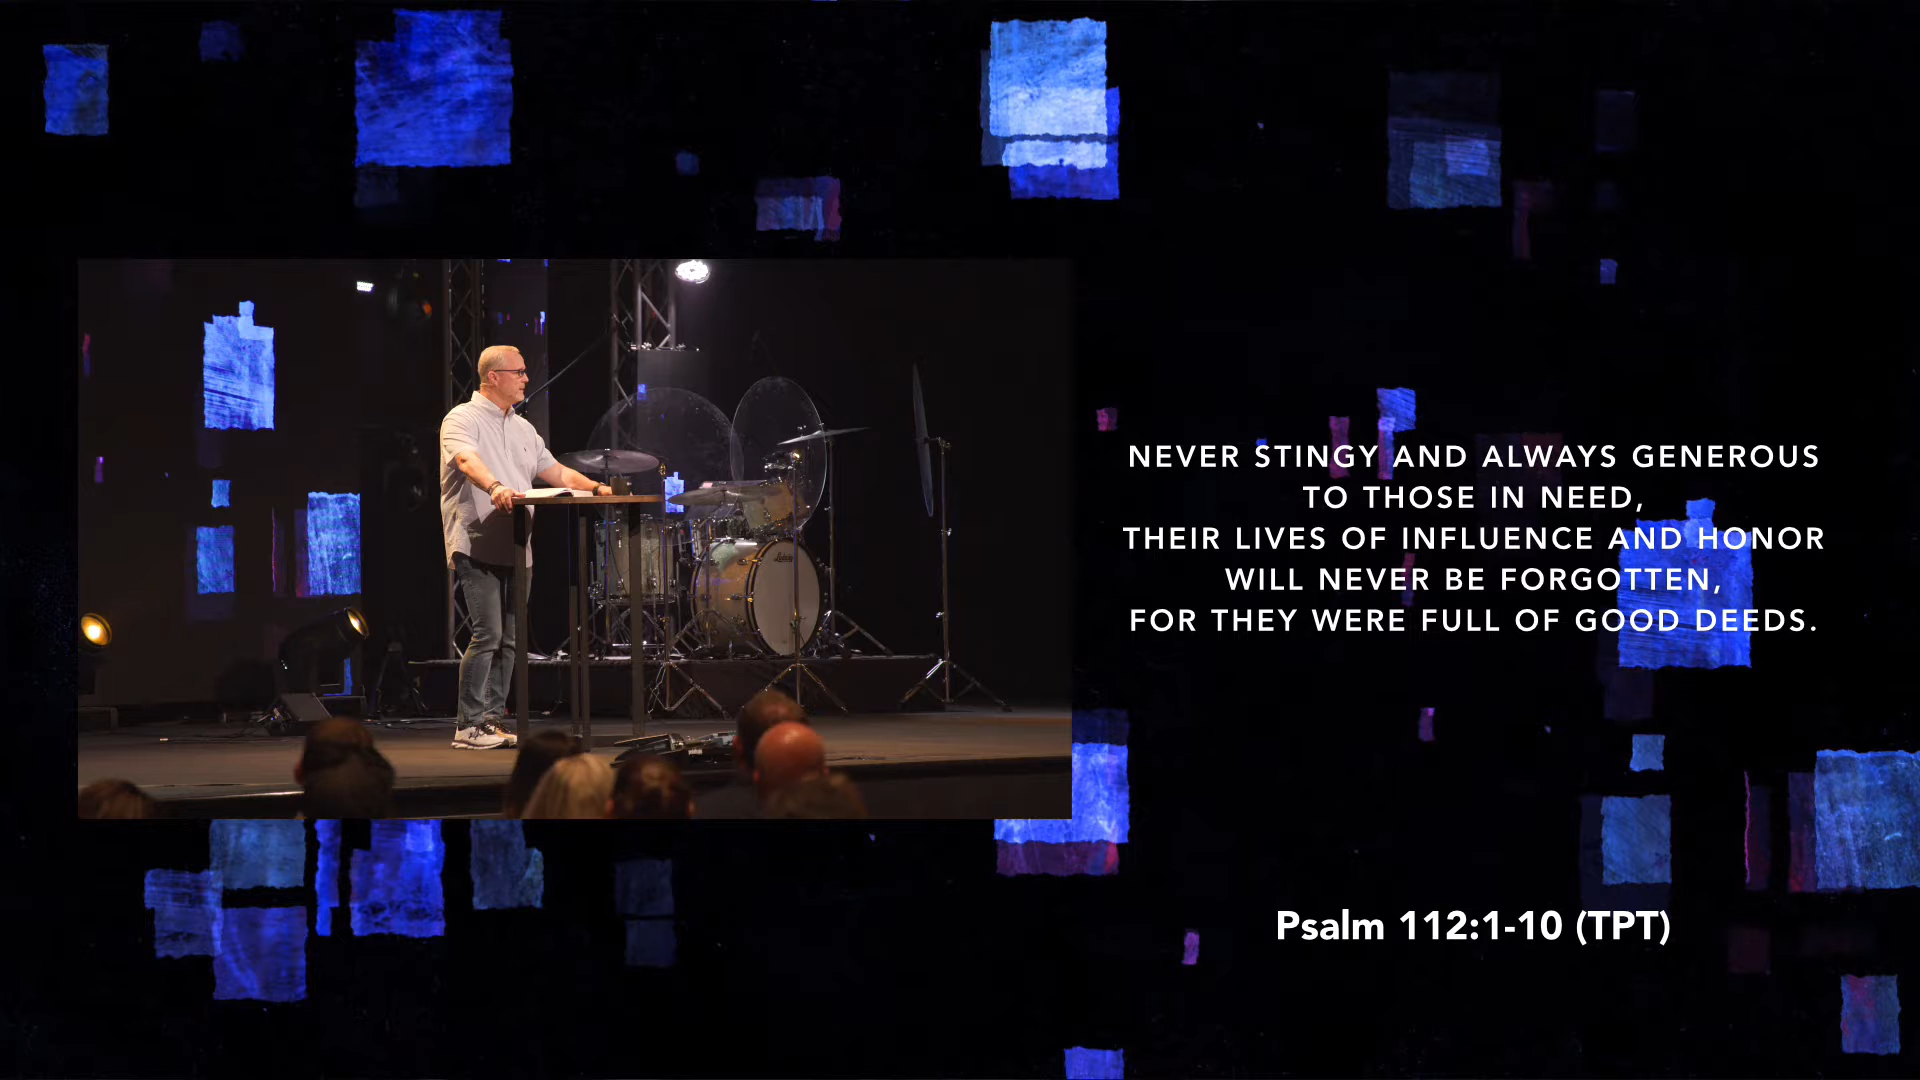 NEVER STINGY AND ALWAYS GENEROUS
TO THOSE IN NEED,
THEIR LIVES OF INFLUENCE AND HONOR
WILL NEVER BE FORGOTTEN,
FOR THEY WERE FULL OF GOOD DEEDS.
Psalm 112:1-10 (TPT)